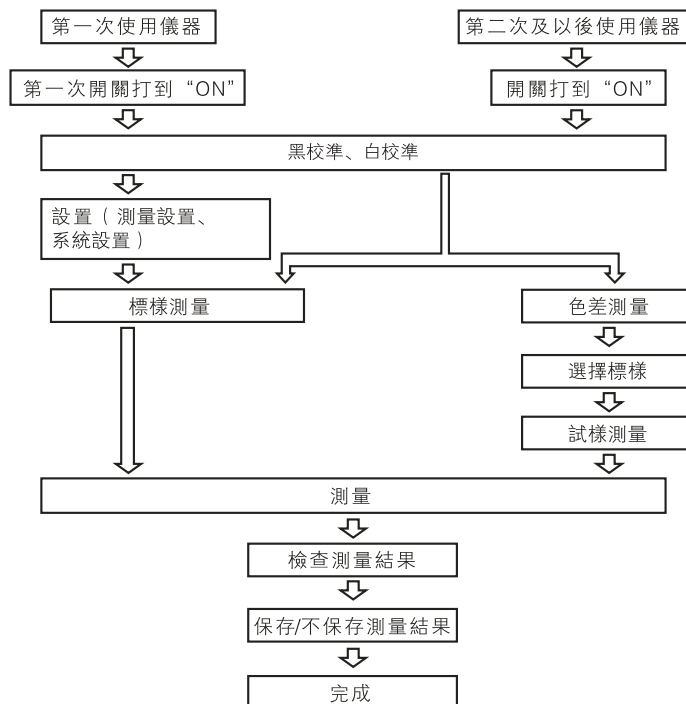 第一次使用儀器
第二次及以後使用儀器
第一次開關打到“ON”
開關打到“ON”
黑校準、白校準
設置（測量設置、
系統設置）
標樣測量
色差測量
選擇標樣
試樣測量
測量
檢查測量結果
保存/不保存測量結果
完成